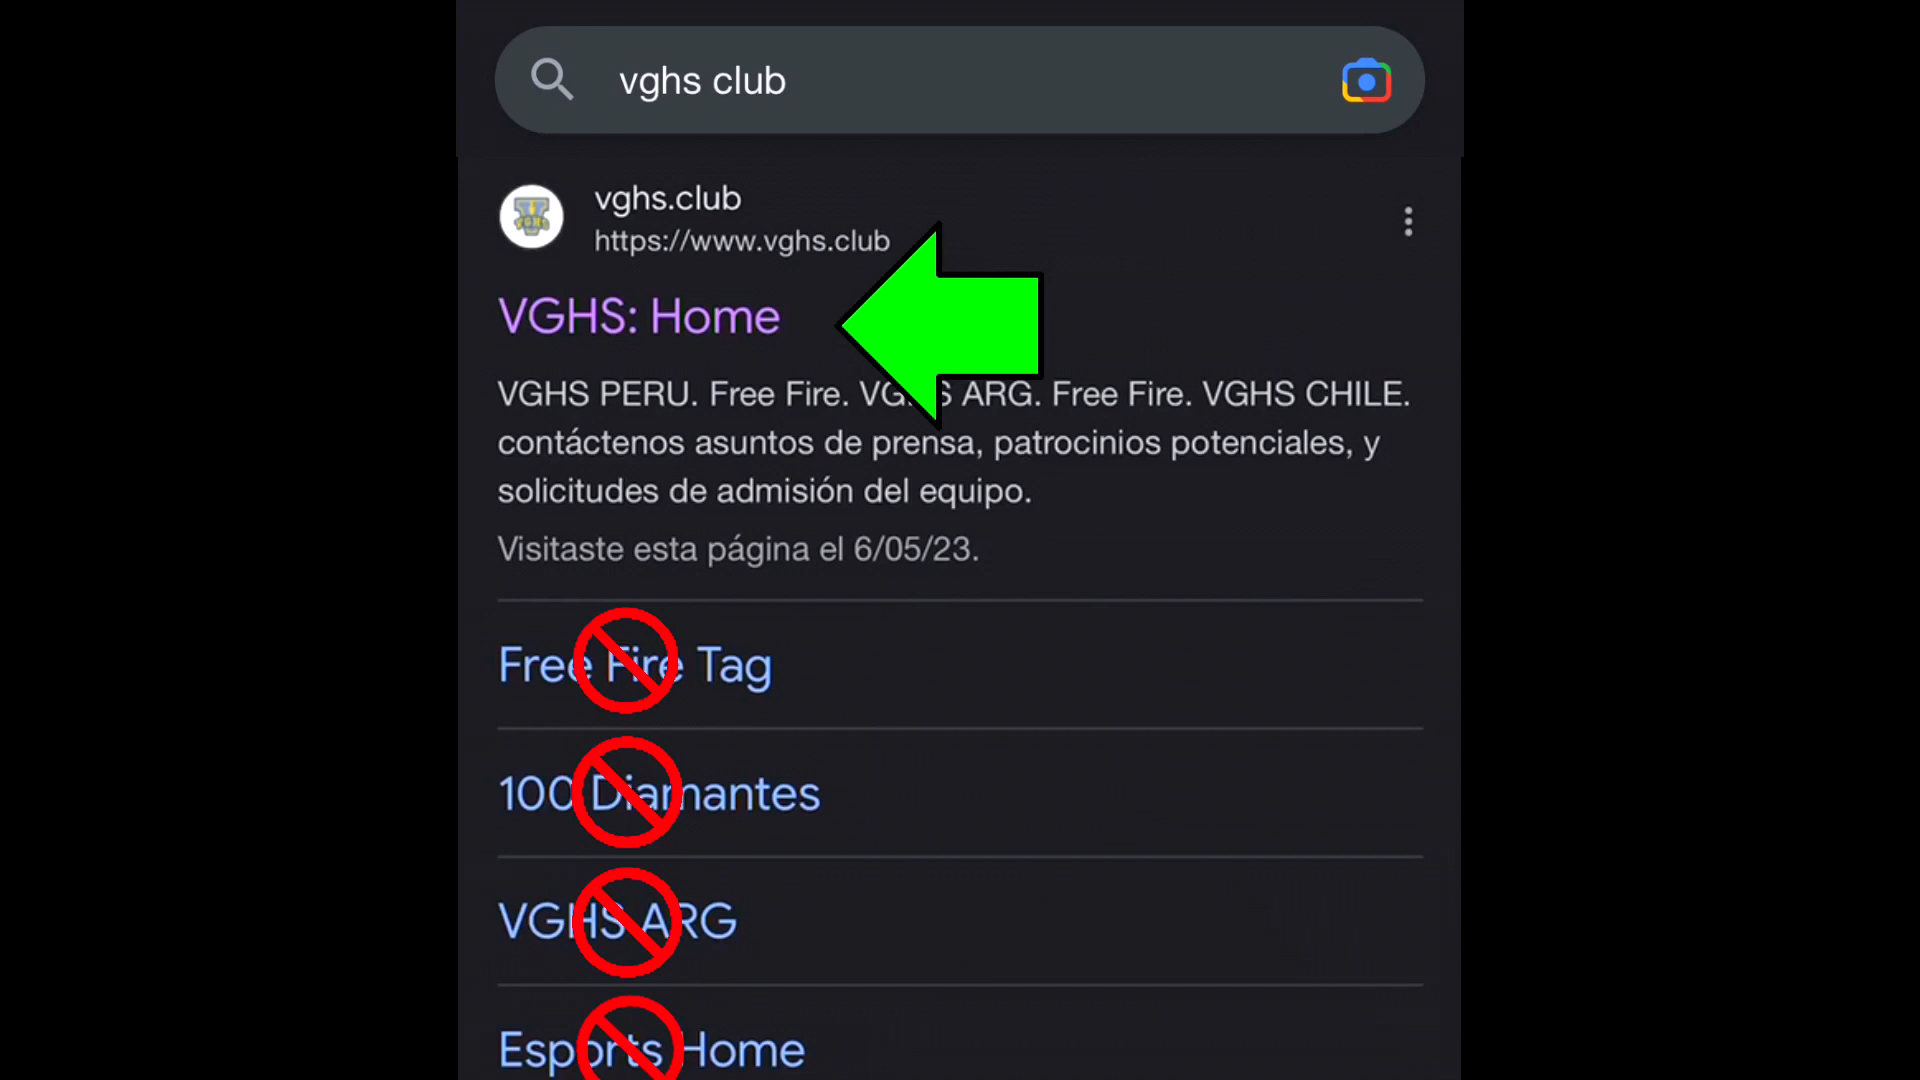 vghs club
vghs.club
https://www.vghs.club
VGHS: Home
VGHS PERU. Free Fire. VGHS ARG. Free Fire. VGHS CHILE.
contáctenos asuntos de prensa, patrocinios potenciales, y
solicitudes de admisión del equipo.
Visitaste esta página el 6/05/23.
Free Fire Tag
100 Diamantes
VGHS ARG
Esports Home